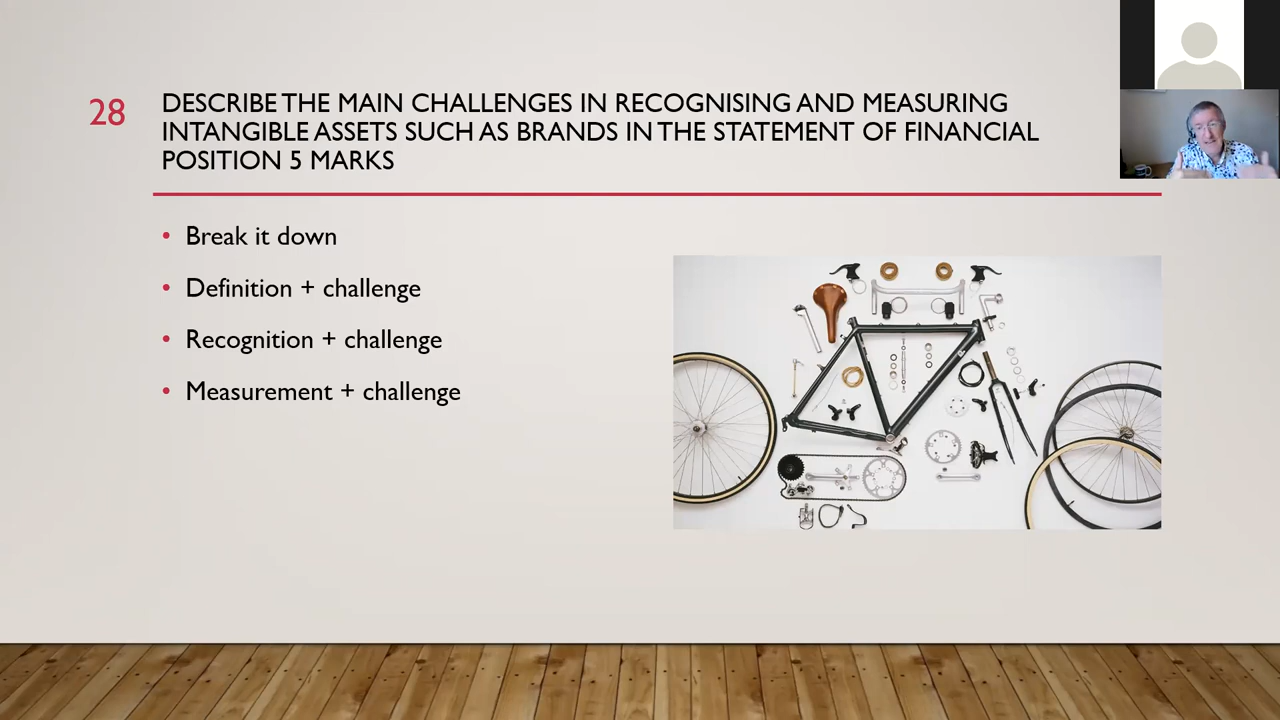 28
DESCRIBE THE MAIN CHALLENGES IN RECOGNISING AND MEASURING
INTANGIBLE ASSETS SUCH AS BRANDS IN THE STATEMENT OF FINANCIAL
POSITION 5 MARKS
• Break it down
• Definition + challenge
• Recognition + challenge
• Measurement + challenge